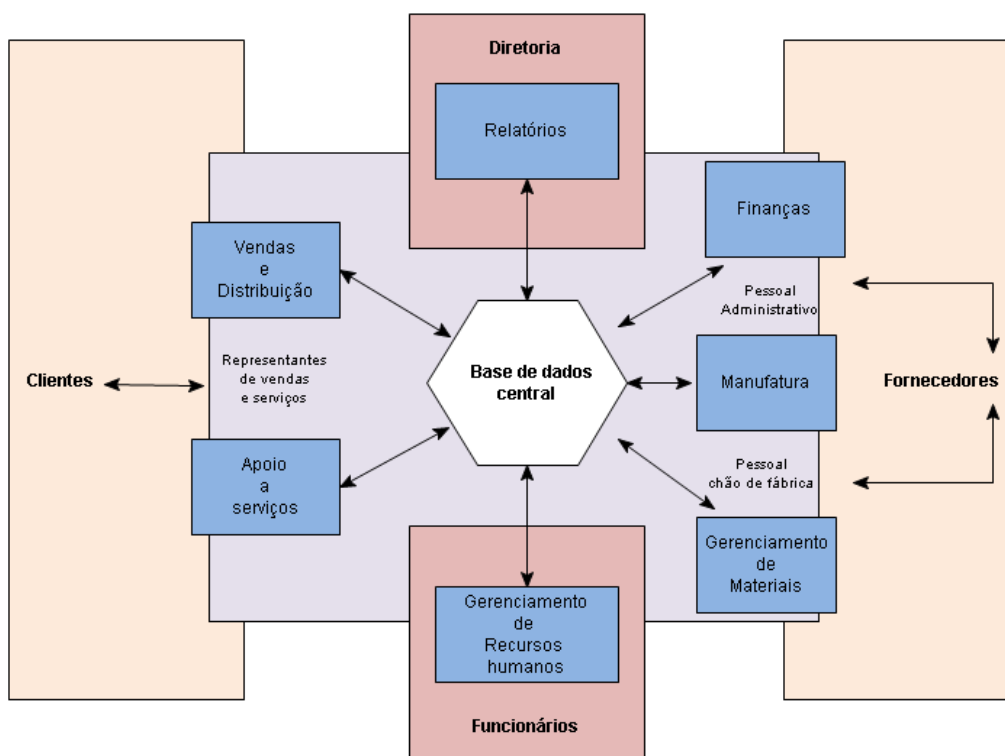 Diretoria
Relatórios
Finanças
Vendas
e
Distribuição
Pessoal
Administrativo
Representantes
de vendas
e serviços
Clientes
Base de dados
central
Manufatura
Fornecedores
Apoio
a
serviços
Pessoal
chão de fábrica
Gerenciamento
de
Materiais
Gerenciamento
de
Recursos
humanos
Funcionários